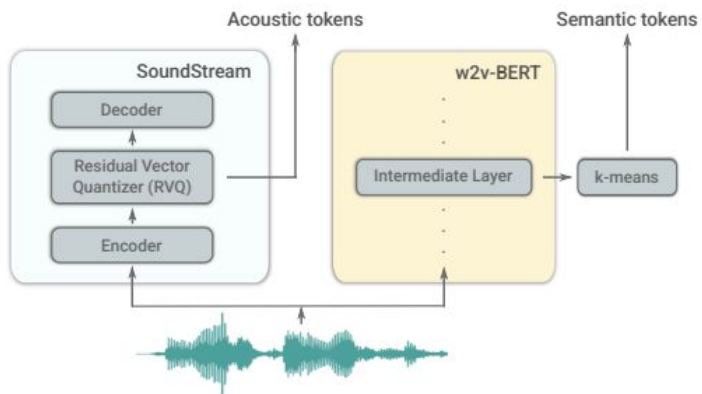 Acoustic tokens
Semantic tokens
SoundStream
Decoder
Residual Vector
Quantizer (RVQ)
Encoder
w2v-BERT
Intermediate Layer
k-means